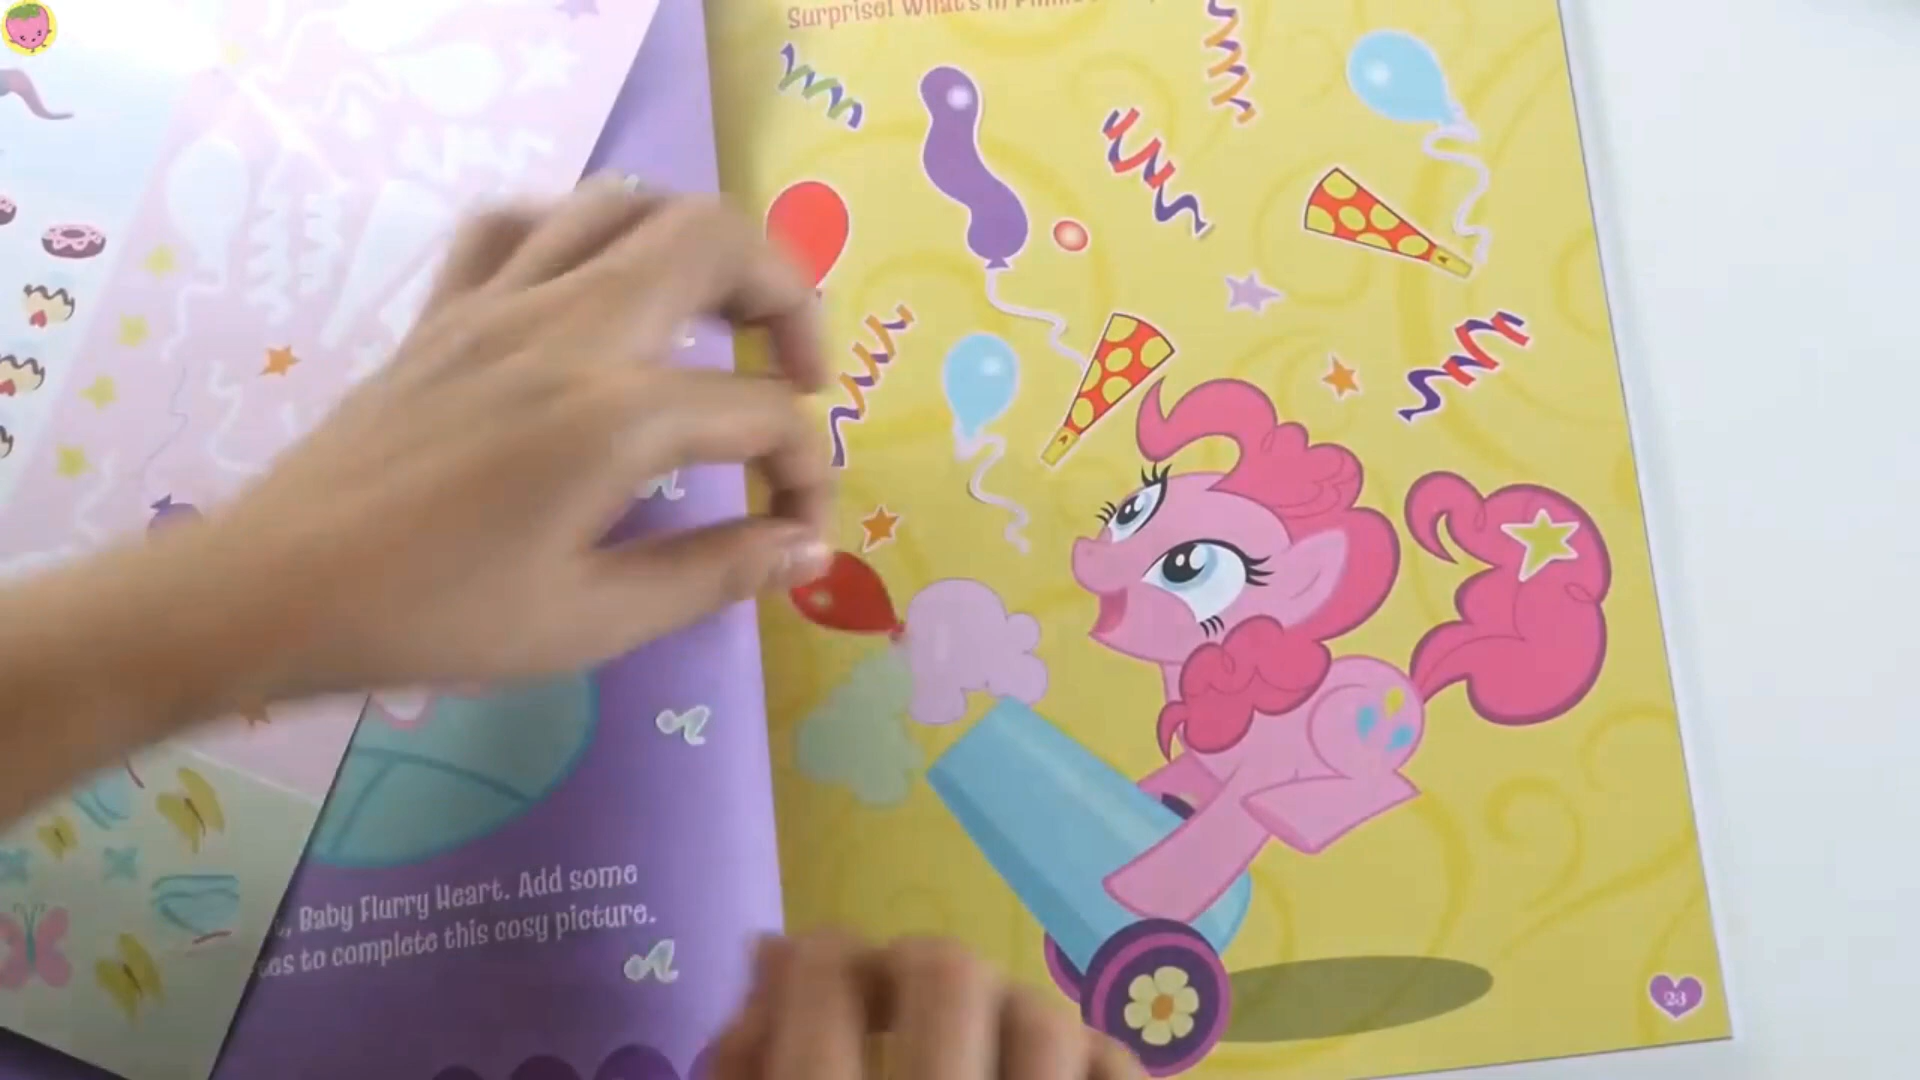 Surprise! What's in
, Baby Flurry Heart. Add some
to complete this cosy picture.
23